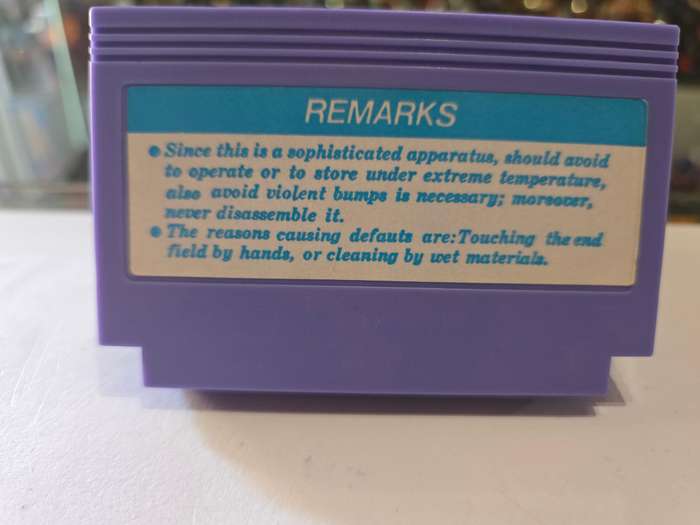 REMARKS
● Since this is a sophisticated apparatus, should avoid
to operate or to store under extreme temperature,
also avoid violent bumps is necessary; moreover,
never disassemble it.
● The reasons causing defauts are:Touching the end
field by hands, or cleaning by wet materials.